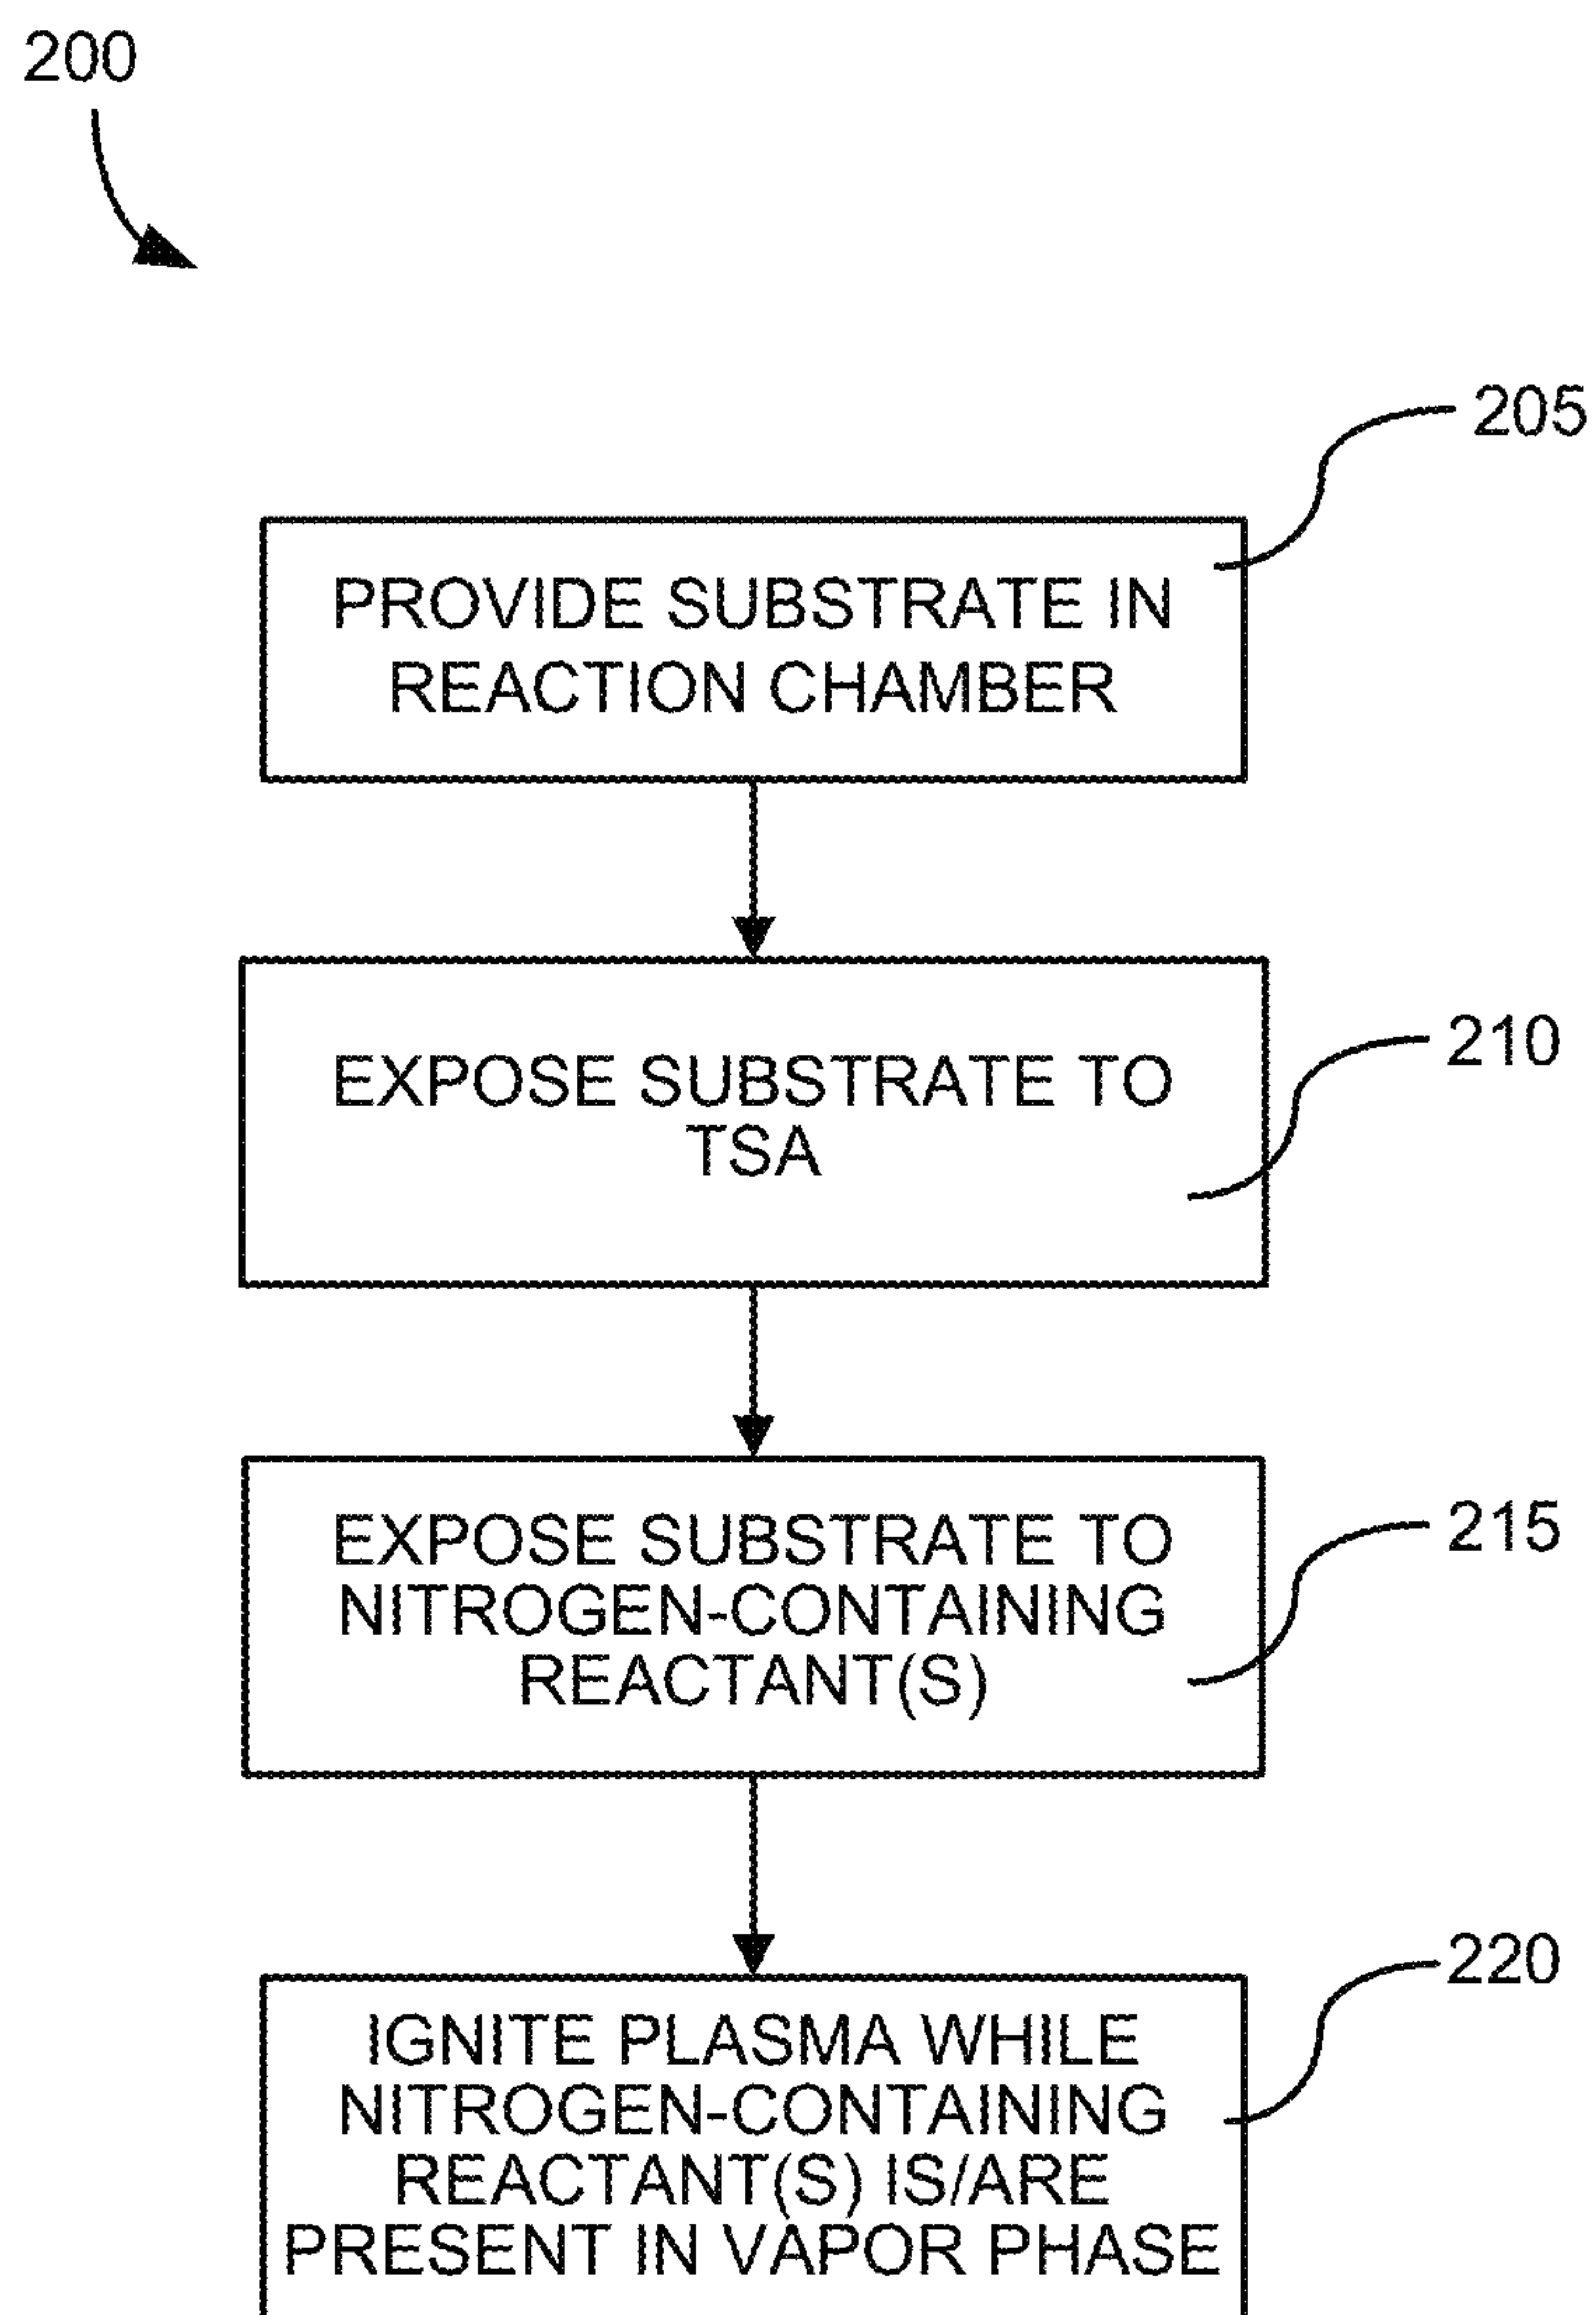 200
205
PROVIDE SUBSTRATE IN
REACTION CHAMBER
210
EXPOSE SUBSTRATE TO
TSA
215
EXPOSE SUBSTRATE TO
NITROGEN-CONTAINING
REACTANT(S)
220
IGNITE PLASMA WHILE
NITROGEN-CONTAINING
REACTANT(S) IS/ARE
PRESENT IN VAPOR PHASE